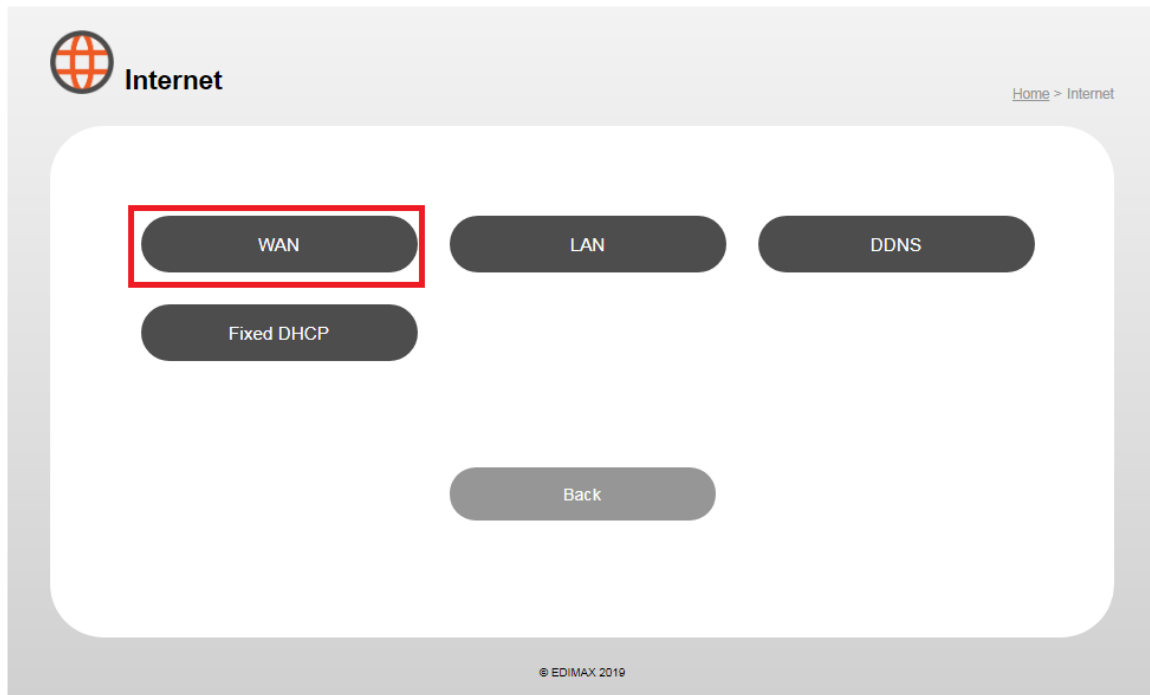 Internet
Home > Internet
WAN LAN DDNS
Fixed DHCP
Back
© EDIMAX 2019